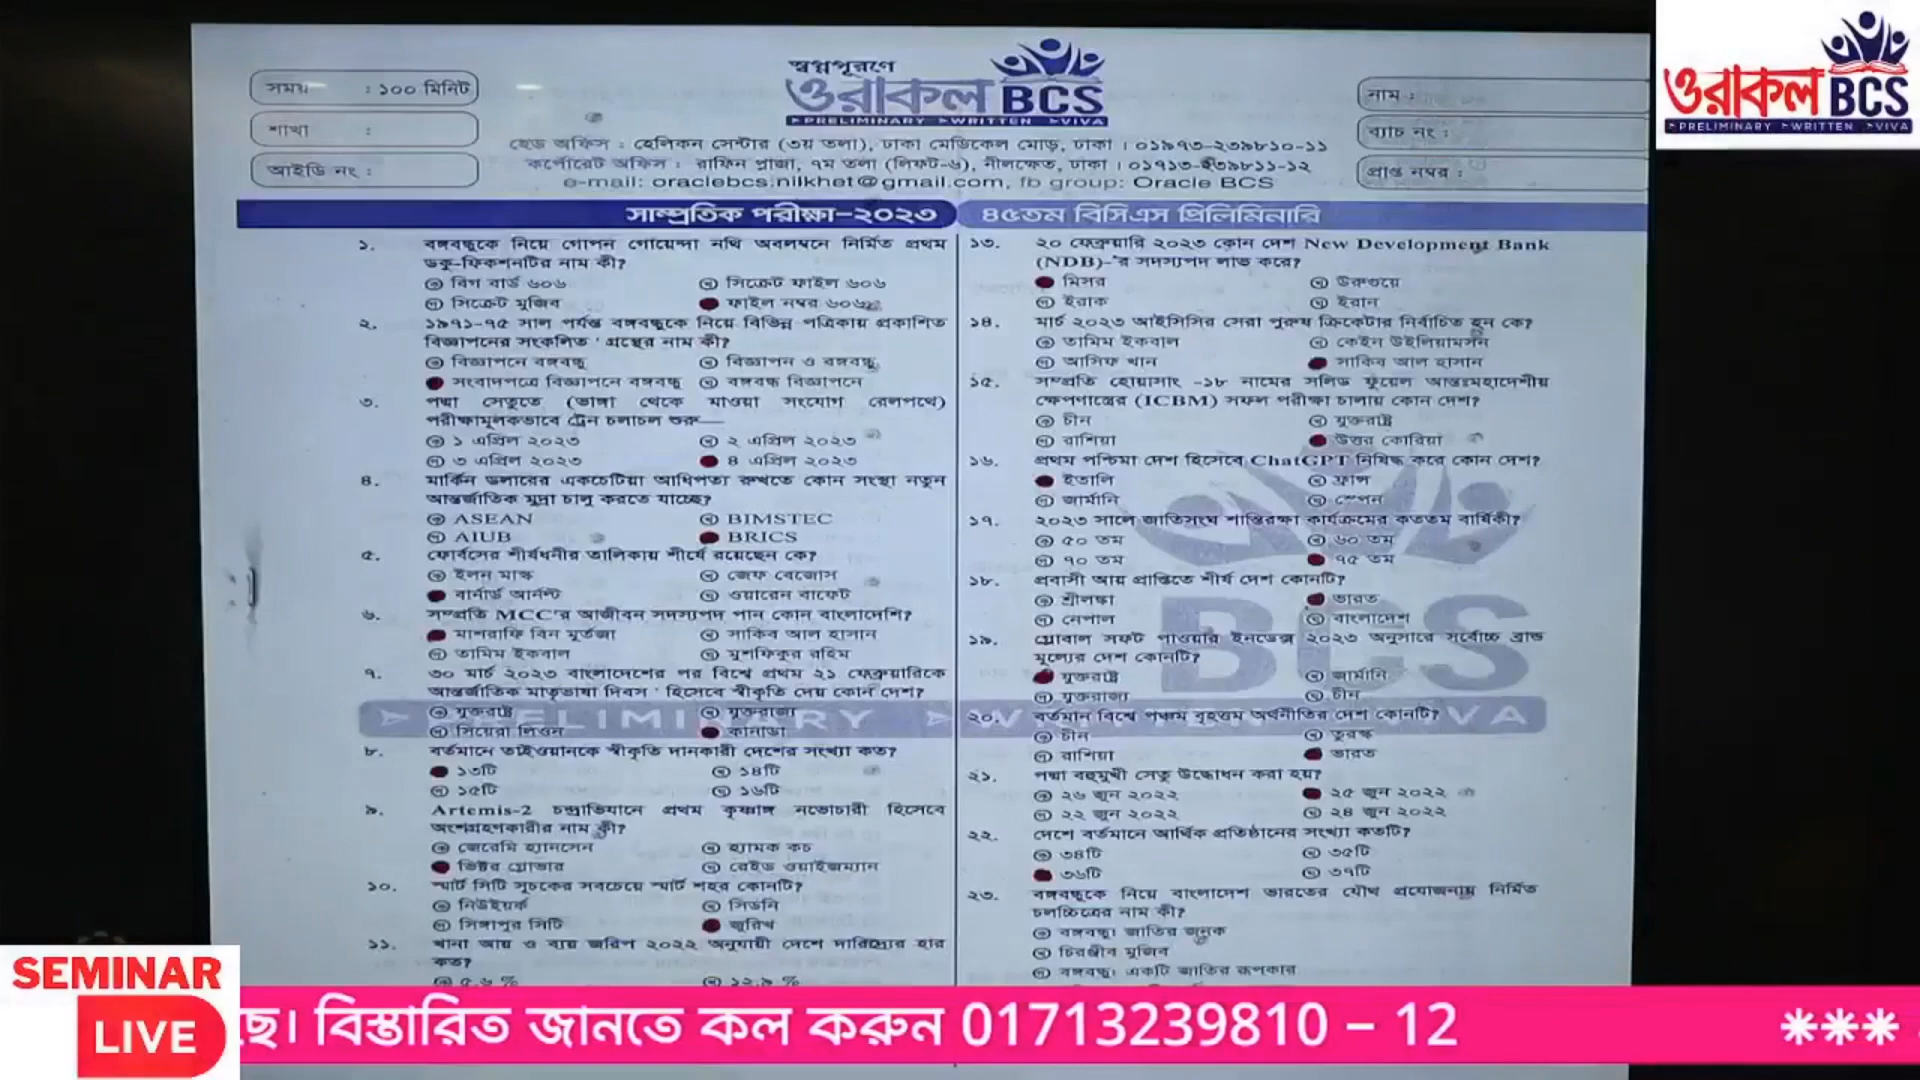 সময় : ১০০ মিনিট
শাখা :
আইডি নং :
স্বপ্নপূরণে
ওরাকল BCS
PRELIMINARY ➤WRITTEN ➤VIVA
হেড অফিস : হেলিকন সেন্টার (৩য় তলা), ঢাকা মেডিকেল মোড়, ঢাকা । ০১৯৭৩-২৩৯৮১০-১১
কর্পোরেট অফিস : রাফিন প্লাজা, ৭ম তলা (লিফট-৬), নীলক্ষেত, ঢাকা । ০১৭১৩-২৩৯৮১১-১২
e-mail: oraclebcs.nilkhet@gmail.com, fb group: Oracle BCS
নাম :
ব্যাচ নং :
প্রাপ্ত নম্বর :
ওরাকল BCS
PRELIMINARY ➤WRITTEN ➤VIVA
সাম্প্রতিক পরীক্ষা-২০২৩
৪৫তম বিসিএস প্রিলিমিনারি
১. বঙ্গবন্ধুকে নিয়ে গোপন গোয়েন্দা নথি অবলম্বনে নির্মিত প্রথম
ডকু-ফিকশনটির নাম কী?
ⓚ বিগ বার্ড ৬০৬ ⓚ সিক্রেট ফাইল ৬০৬
ⓖ সিক্রেট মুজিব ● ফাইল নম্বর ৬০৬
২. ১৯৭১-৭৫ সাল পর্যন্ত বঙ্গবন্ধুকে নিয়ে বিভিন্ন পত্রিকায় প্রকাশিত
বিজ্ঞাপনের সংকলিত ' গ্রন্থের নাম কী?
বিজ্ঞাপনে বঙ্গবন্ধু বিজ্ঞাপন ও বঙ্গবন্ধু
● সংবাদপত্রে বিজ্ঞাপনে বঙ্গবন্ধু বঙ্গবন্ধু বিজ্ঞাপনে
৩. পদ্মা সেতুতে (ভাঙ্গা থেকে মাওয়া সংযোগ রেলপথে)
পরীক্ষামূলকভাবে ট্রেন চলাচল শুরু—
১ এপ্রিল ২০২৩ ২ এপ্রিল ২০২৩
৩ এপ্রিল ২০২৩ ● ৪ এপ্রিল ২০২৩
৪. মার্কিন ডলারের একচেটিয়া আধিপত্য রুখতে কোন সংস্থা নতুন
আন্তর্জাতিক মুদ্রা চালু করতে যাচ্ছে?
ASEAN BIMSTEC
AIUB ● BRICS
৫. ফোর্বসের শীর্ষধনীর তালিকায় শীর্ষে রয়েছেন কে?
ইলন মাস্ক জেফ বেজোস
● বার্নার্ড আর্নল্ট ওয়ারেন বাফেট
৬. সম্প্রতি MCC'র আজীবন সদস্যপদ পান কোন বাংলাদেশি?
● মাশরাফি বিন মুর্তজা সাকিব আল হাসান
তামিম ইকবাল মুশফিকুর রহিম
৭. ৩০ মার্চ ২০২৩ বাংলাদেশের পর বিশ্বে প্রথম ২১ ফেব্রুয়ারিকে
আন্তর্জাতিক মাতৃভাষা দিবস ' হিসেবে স্বীকৃতি দেয় কোন দেশ?
যুক্তরাষ্ট্র যুক্তরাজ্য
সিয়েরা লিওন ● কানাডা
৮. বর্তমানে তাইওয়ানকে স্বীকৃতি দানকারী দেশের সংখ্যা কত?
● ১৩টি ১৪টি
১৫টি ১৬টি
৯. Artemis-2 চন্দ্রাভিযানে প্রথম কৃষ্ণাঙ্গ নভোচারী হিসেবে
অংশগ্রহণকারীর নাম কী?
জেরেমি হ্যানসেন হ্যামক কচ
● ভিক্টর গ্লোভার রেইড ওয়াইজম্যান
১০. স্মার্ট সিটি সূচকের সবচেয়ে স্মার্ট শহর কোনটি?
নিউইয়র্ক সিডনি
সিঙ্গাপুর সিটি ● জুরিখ
১১. খানা আয় ও ব্যয় জরিপ ২০২২ অনুযায়ী দেশে দারিদ্র্যের হার
কত?
৫.৬ % ১২.৯ %
১৩. ২০ ফেব্রুয়ারি ২০২৩ কোন দেশ New Development Bank
(NDB)-'র সদস্যপদ লাভ করে?
● মিসর উরুগুয়ে
ইরাক ইরান
১৪. মার্চ ২০২৩ আইসিসির সেরা পুরুষ ক্রিকেটার নির্বাচিত হন কে?
তামিম ইকবাল কেইন উইলিয়ামসন
আসিফ খান ● সাকিব আল হাসান
১৫. সম্প্রতি হোয়াসাং -১৮ নামের সলিড ফুয়েল আন্তঃমহাদেশীয়
ক্ষেপণাস্ত্রের (ICBM) সফল পরীক্ষা চালায় কোন দেশ?
চীন যুক্তরাষ্ট্র
রাশিয়া ● উত্তর কোরিয়া
১৬. প্রথম পশ্চিমা দেশ হিসেবে ChatGPT নিষিদ্ধ করে কোন দেশ?
● ইতালি ফ্রান্স
জার্মানি স্পেন
১৭. ২০২৩ সালে জাতিসংঘ শান্তিরক্ষা কার্যক্রমের কততম বার্ষিকী?
৫০ তম ৬০ তম
৭০ তম ● ৭৫ তম
১৮. প্রবাসী আয় প্রাপ্তিতে শীর্ষ দেশ কোনটি?
শ্রীলঙ্কা ● ভারত
নেপাল বাংলাদেশ
১৯. গ্লোবাল সফট পাওয়ার ইনডেক্স ২০২৩ অনুসারে সর্বোচ্চ ব্রান্ড
মূল্যের দেশ কোনটি?
● যুক্তরাষ্ট্র জার্মানি
যুক্তরাজ্য চীন
২০. বর্তমান বিশ্বে পঞ্চম বৃহত্তম অর্থনীতির দেশ কোনটি?
চীন তুরস্ক
রাশিয়া ● ভারত
২১. পদ্মা বহুমুখী সেতু উদ্বোধন করা হয়?
২৬ জুন ২০২২ ● ২৫ জুন ২০২২
২২ জুন ২০২২ ২৪ জুন ২০২২
২২. দেশে বর্তমানে আর্থিক প্রতিষ্ঠানের সংখ্যা কতটি?
৩৪টি ৩৫টি
● ৩৬টি ৩৭টি
২৩. বঙ্গবন্ধুকে নিয়ে বাংলাদেশ ভারতের যৌথ প্রযোজনায় নির্মিত
চলচ্চিত্রের নাম কী?
বঙ্গবন্ধু: জাতির জনক
চিরঞ্জীব মুজিব
বঙ্গবন্ধু: একটি জাতির রূপকার
SEMINAR
LIVE
ছে। বিস্তারিত জানতে কল করুন 01713239810 – 12 ***